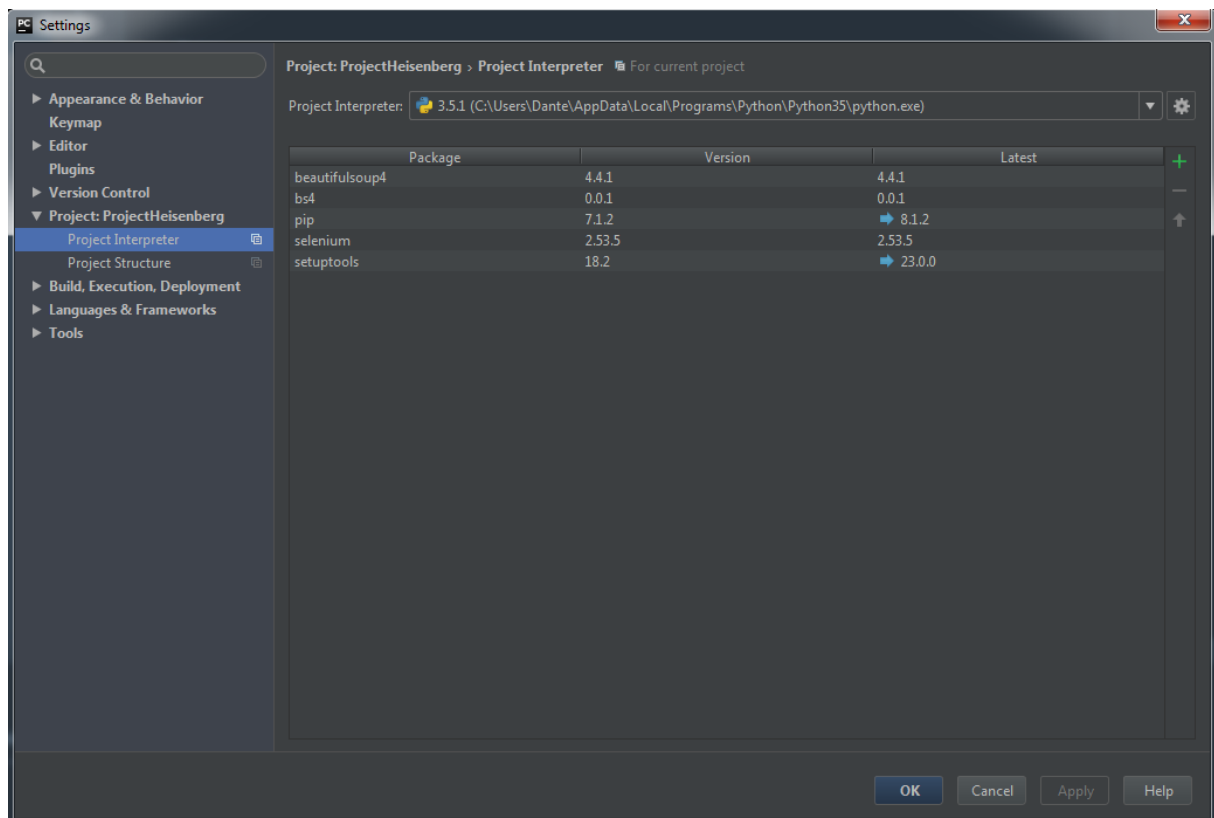 PC Settings
x
Project: ProjectHeisenberg › Project Interpreter For current project
Appearance & Behavior
Keymap
Editor
Plugins
Version Control
Project: ProjectHeisenberg
Project Interpreter
Project Structure
Build, Execution, Deployment
Languages & Frameworks
Tools
Project Interpreter: 3.5.1 (C:\Users\Dante\AppData\Local\Programs\Python\Python35\python.exe)
Package Version Latest
beautifulsoup4 4.4.1 4.4.1
bs4 0.0.1 0.0.1
pip 7.1.2 8.1.2
selenium 2.53.5 2.53.5
setuptools 18.2 23.0.0
OK Cancel Apply Help